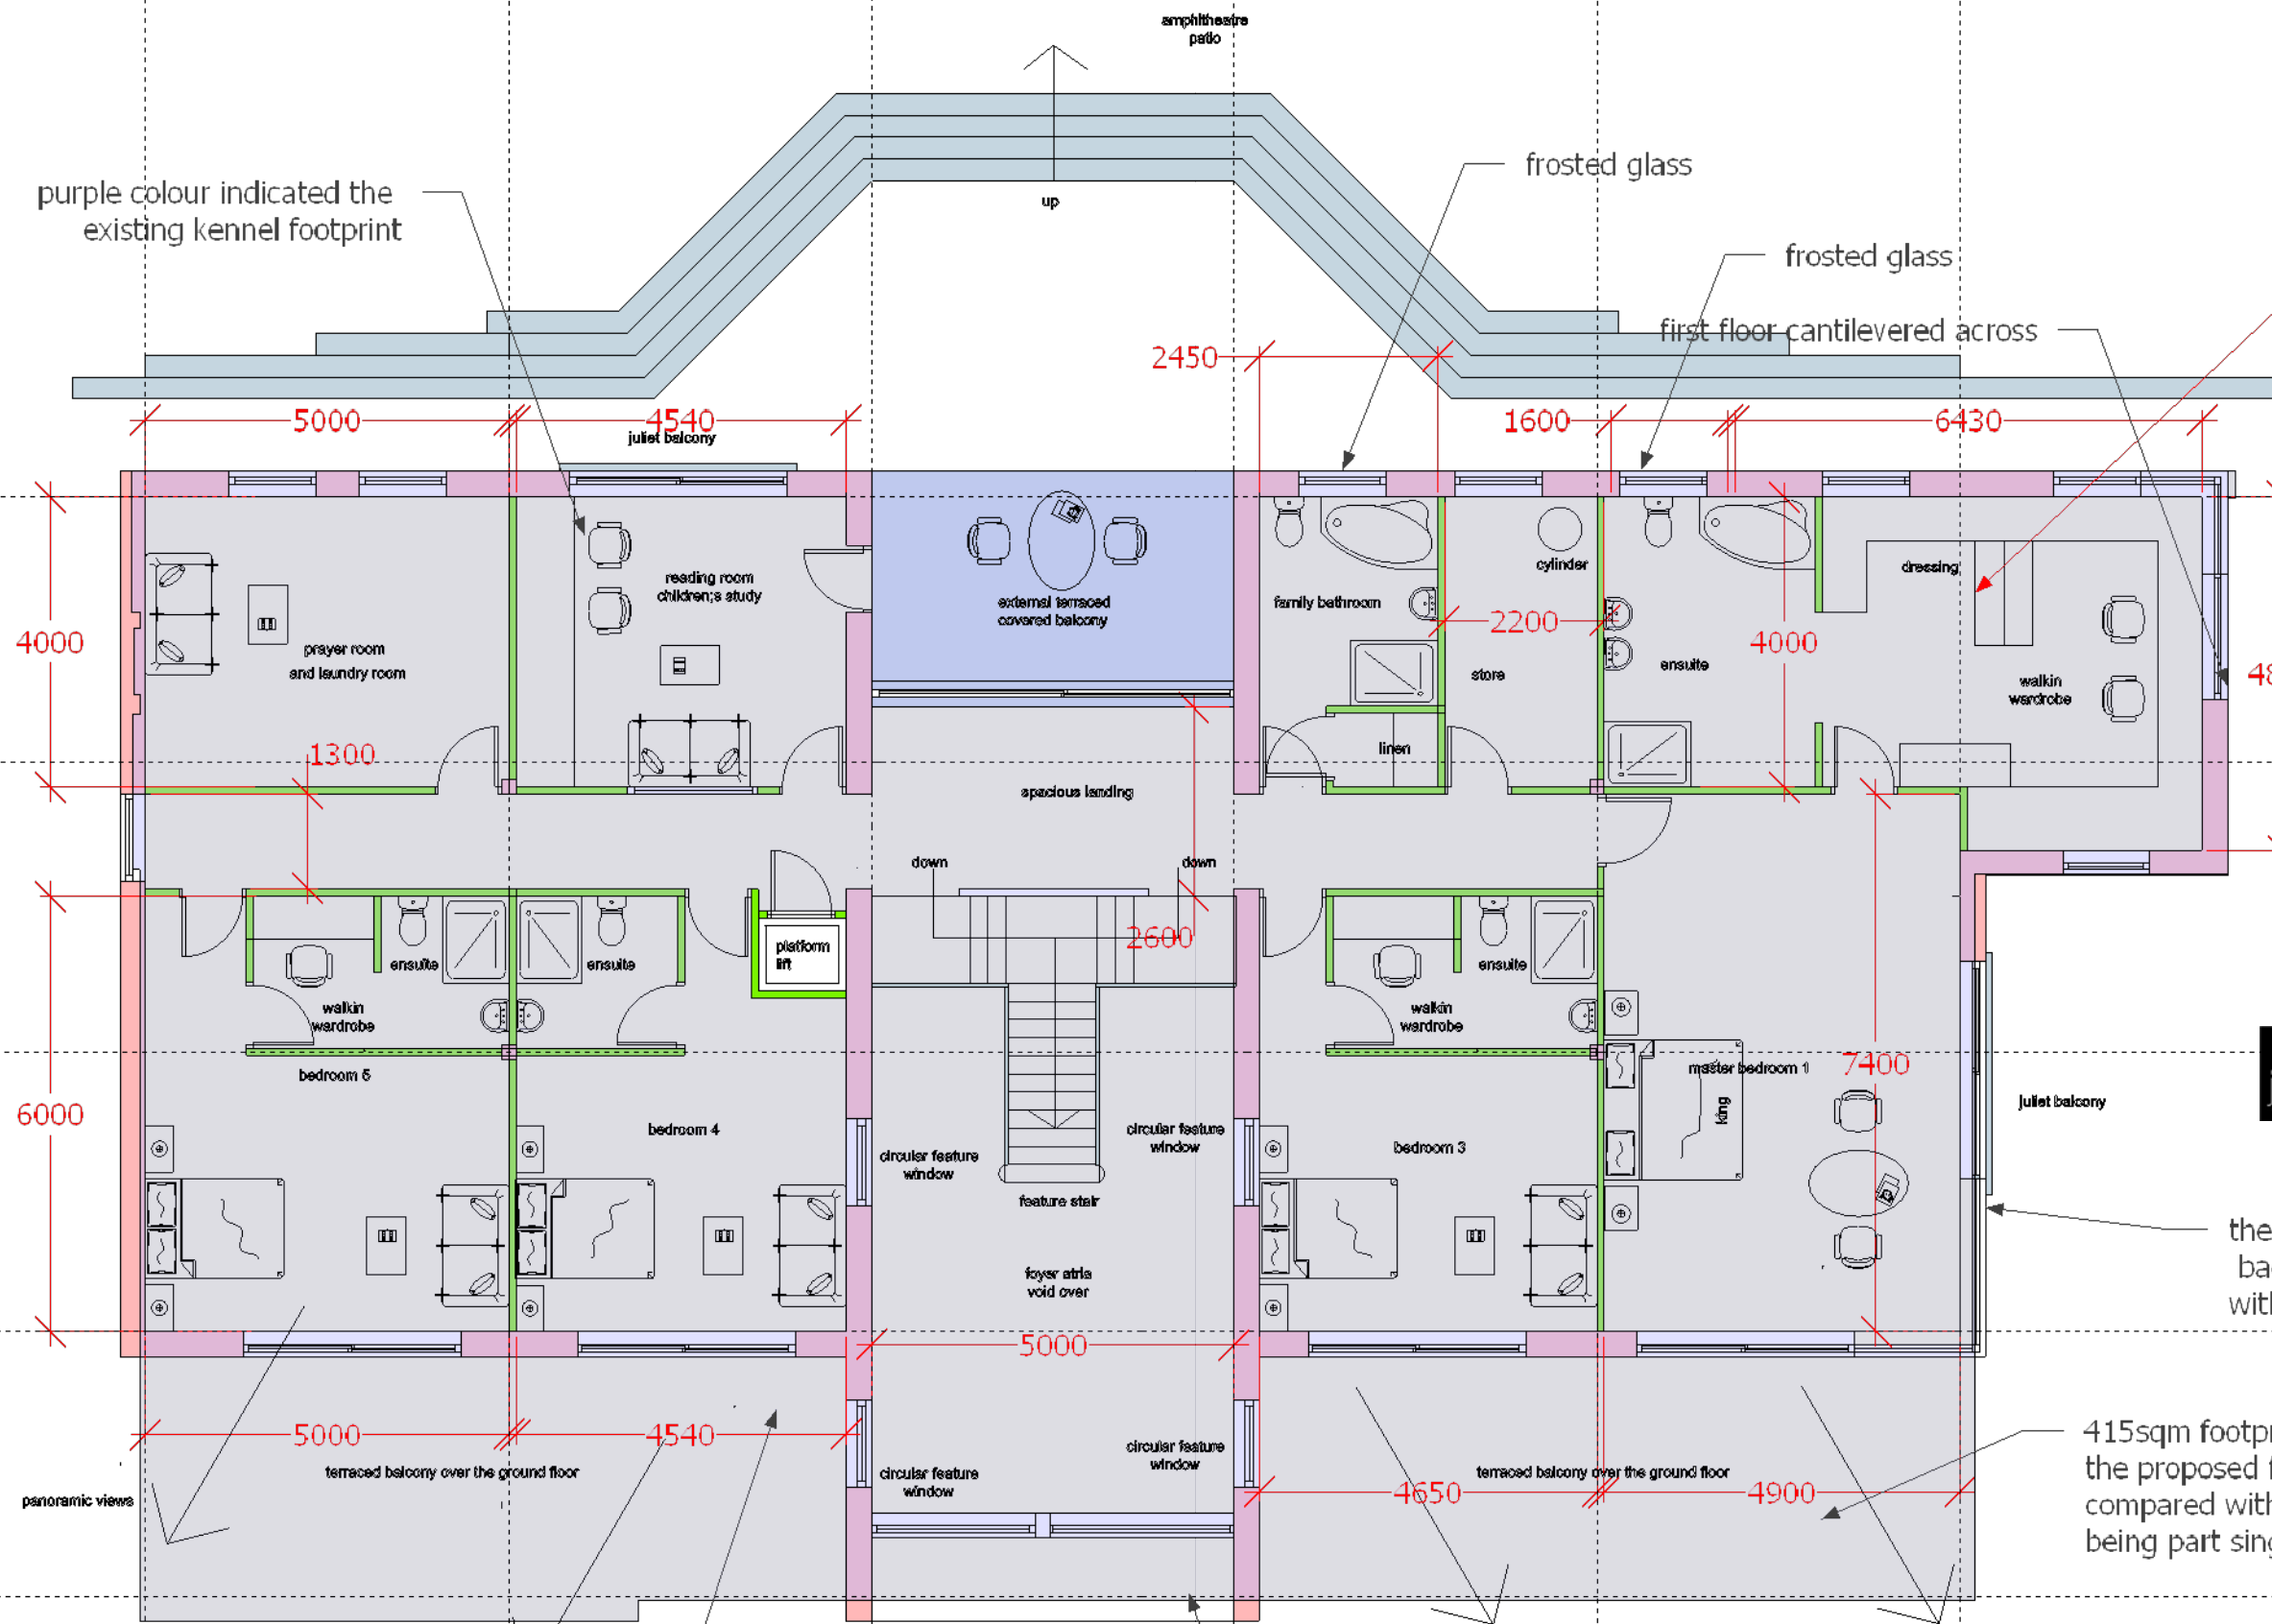 amphitheatre
patio
up
purple colour indicated the
existing kennel footprint
frosted glass
frosted glass
first floor cantilevered across
2450
5000
4540
juliet balcony
1600
6430
4000
prayer room
and laundry room
reading room
children;s study
external terraced
covered balcony
family bathroom
cylinder
2200
store
ensuite
4000
dressing
walkin
wardrobe
48
1300
spacious landing
linen
down
down
2600
platform
lift
ensuite
ensuite
walkin
wardrobe
ensuite
walkin
wardrobe
6000
bedroom 5
bedroom 4
circular feature
window
circular feature
window
feature stair
bedroom 3
master bedroom 1
king
7400
juliet balcony
the
with
foyer atria
void over
5000
5000
4540
terraced balcony over the ground floor
panoramic views
circular feature
window
circular feature
window
terraced balcony over the ground floor
4650
4900
415sqm
the proposed
compared with
being part